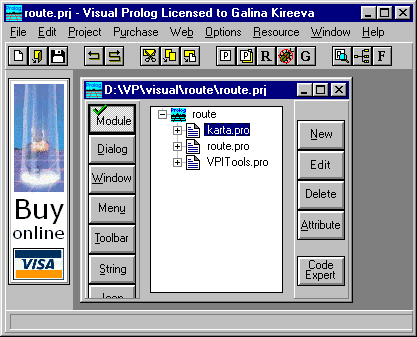 route.prj - Visual Prolog Licensed to Galina Kireeva
File Edit Project Purchase Web Options Resource Window Help
P P R G F
D:\VP\visual\route\route.prj
Module
Dialog
Window
Menu
Toolbar
String
Prolog route
karta.pro
route.pro
VPITools.pro
New
Edit
Delete
Attribute
Code
Expert
Buy
online
VISA